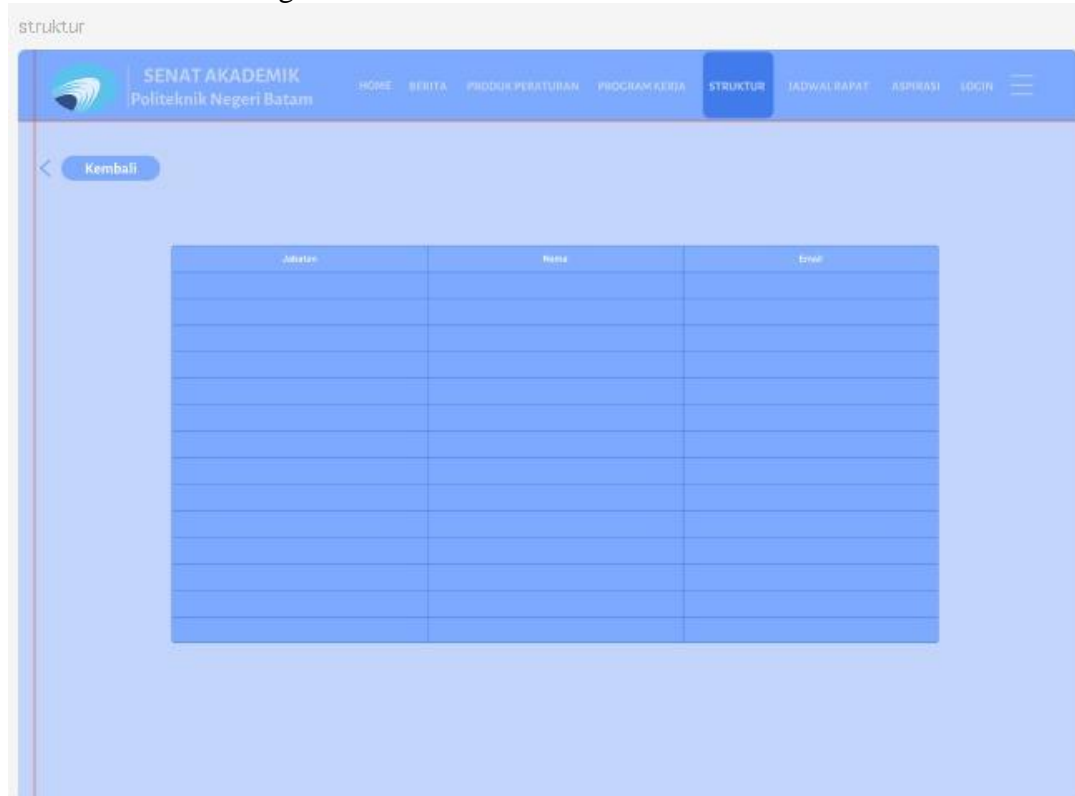 struktur
SENAT AKADEMIK
Politeknik Negeri Batam
HOME BERITA PRODUK PERATURAN PROGRAM KERJA STRUKTUR JADWAL RAPAT ASPIRASI LOGIN
Kembali
Jabatan Nama Email